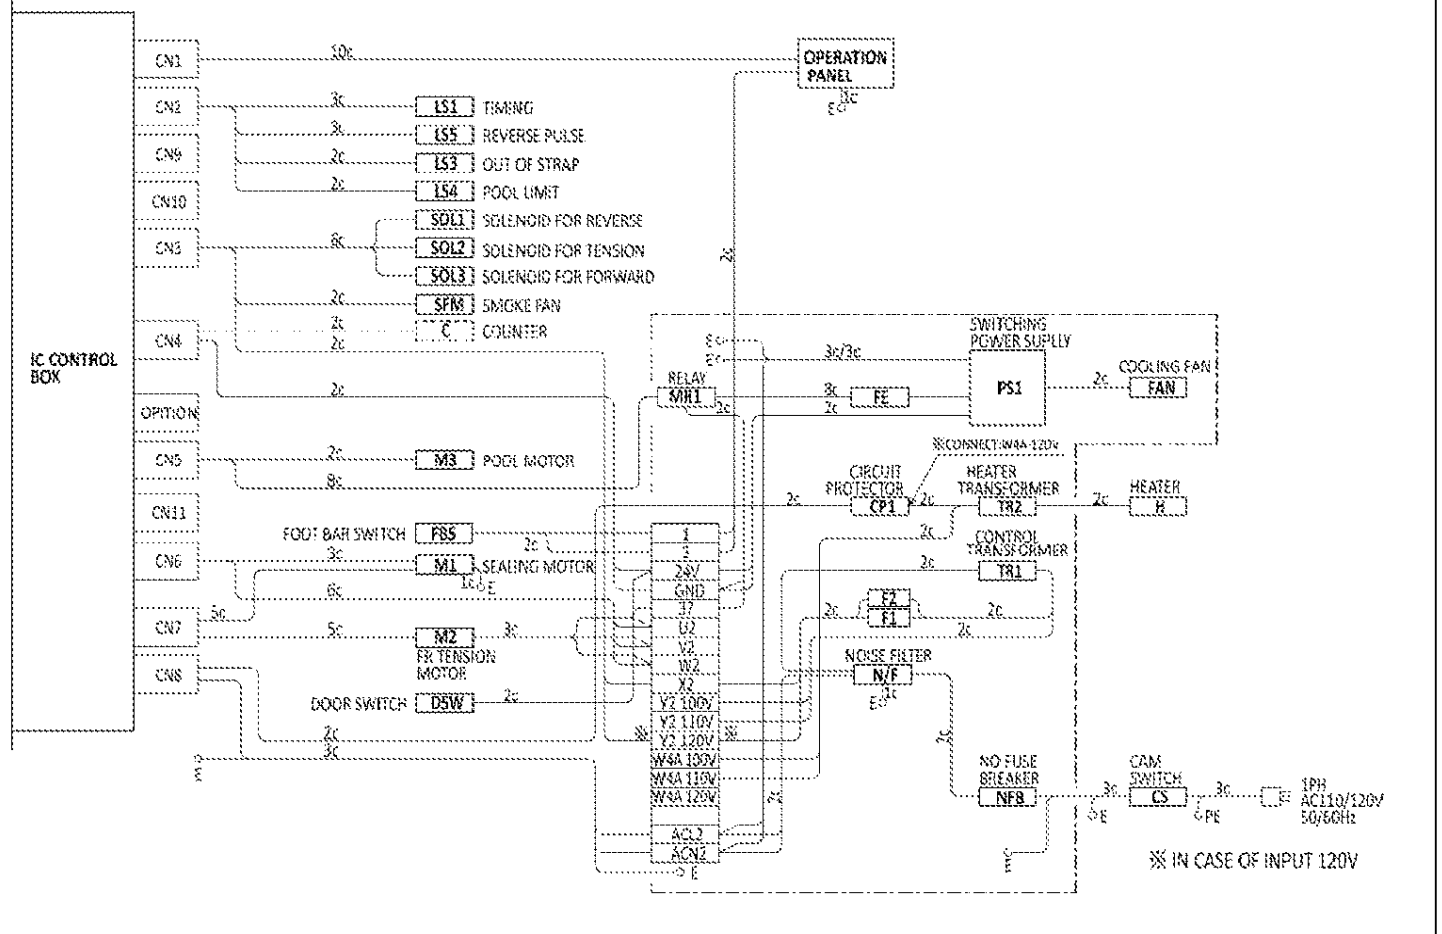 CN1
10c
OPERATION
PANEL
1c
E
CN2
3c
LS1 TIMING
3c
LS5 REVERSE PULSE
CN9
2c
LS3 OUT OF STRAP
2c
LS4 POOL LIMIT
CN10
SOL1 SOLENOID FOR REVERSE
CN3
8c
SOL2 SOLENOID FOR TENSION
2c
SOL3 SOLENOID FOR FORWARD
2c
SFM SMOKE FAN
2c
C COUNTER
CN4
2c
IC CONTROL
BOX
E
E
3c/3c
SWITCHING
POWER SUPLLY
PS1
2c
COOLING FAN
FAN
RELAY
MR1
2c
8c
FE
2c
2c
OPITION
※CONNECT:W4A-120V
CN5
2c
M3 POOL MOTOR
8c
CIRCUIT
PROTECTOR
CP1
2c
2c
HEATER
TRANSFORMER
TR2
2c
HEATER
H
CN11
FOOT BAR SWITCH FBS
2c
1
2c
CONTROL
TRANSFORMER
TR1
2c
CN6
3c
M1 SEALING MOTOR
1c
E
24V
GND
6c
37
5c
F2
F1
2c
2c
2c
CN7
5c
M2
3c
FR TENSION
MOTOR
U2
V2
W2
X2
NOISE FILTER
N/F
1c
E
CN8
DOOR SWITCH DSW
2c
Y2 100V
Y2 110V
※ Y2 120V ※
W4A 100V
W4A 110V
W4A 120V
2c
3c
E
2c
2c
NO FUSE
BREAKER
NFB
3c
CAM
SWITCH
CS
3c
E
PE
E
1PH
AC110/120V
50/60Hz
ACL2
ACN2
E
E
※ IN CASE OF INPUT 120V